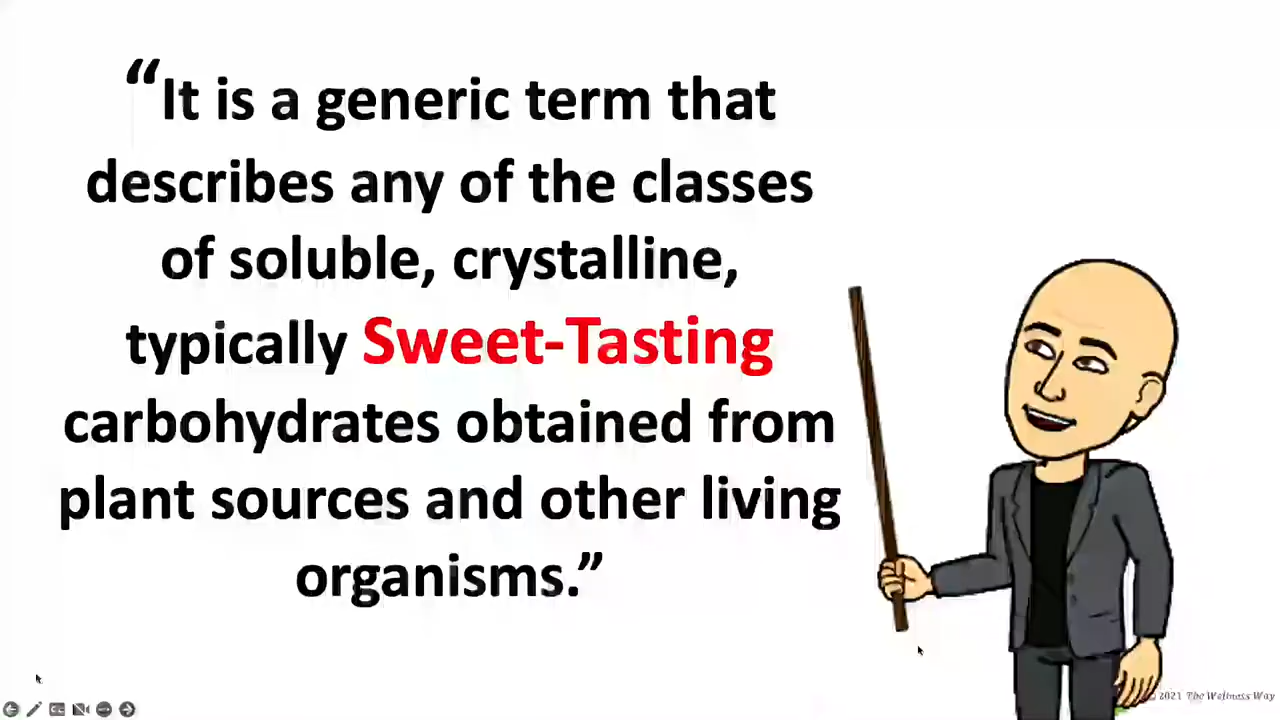 “It is a generic term that
describes any of the classes
of soluble, crystalline,
typically Sweet-Tasting
carbohydrates obtained from
plant sources and other living
organisms.”
© 2021 The Wellness Way